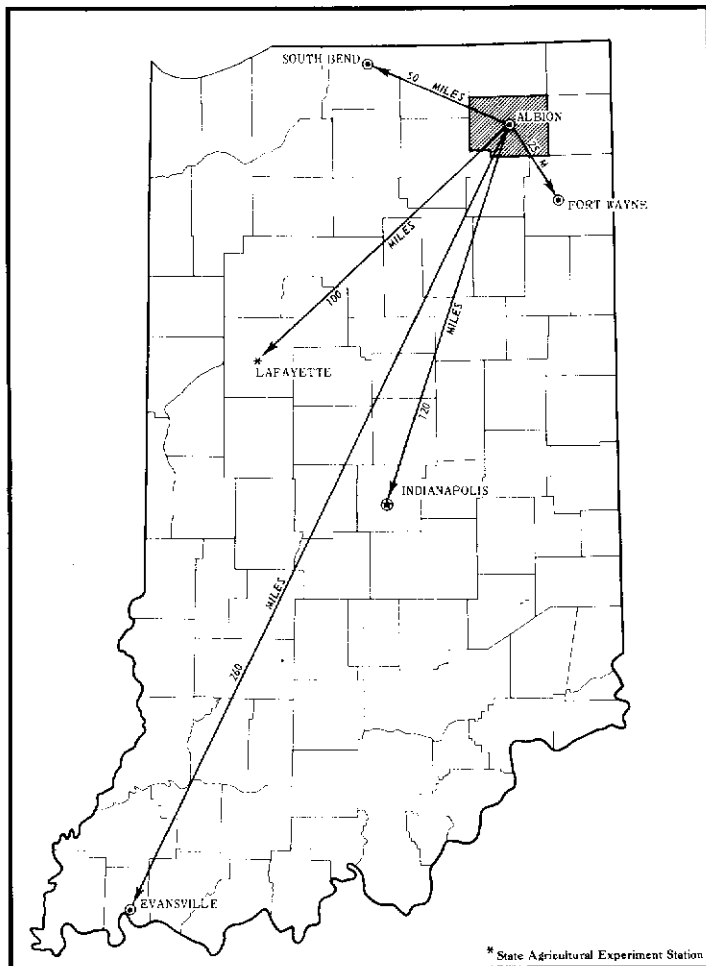 SOUTH BEND
50 MILES
ALBION
25 M
FORT WAYNE
100 MILES
LAFAYETTE
120 MILES
INDIANAPOLIS
260 MILES
EVANSVILLE
* State Agricultural Experiment Station